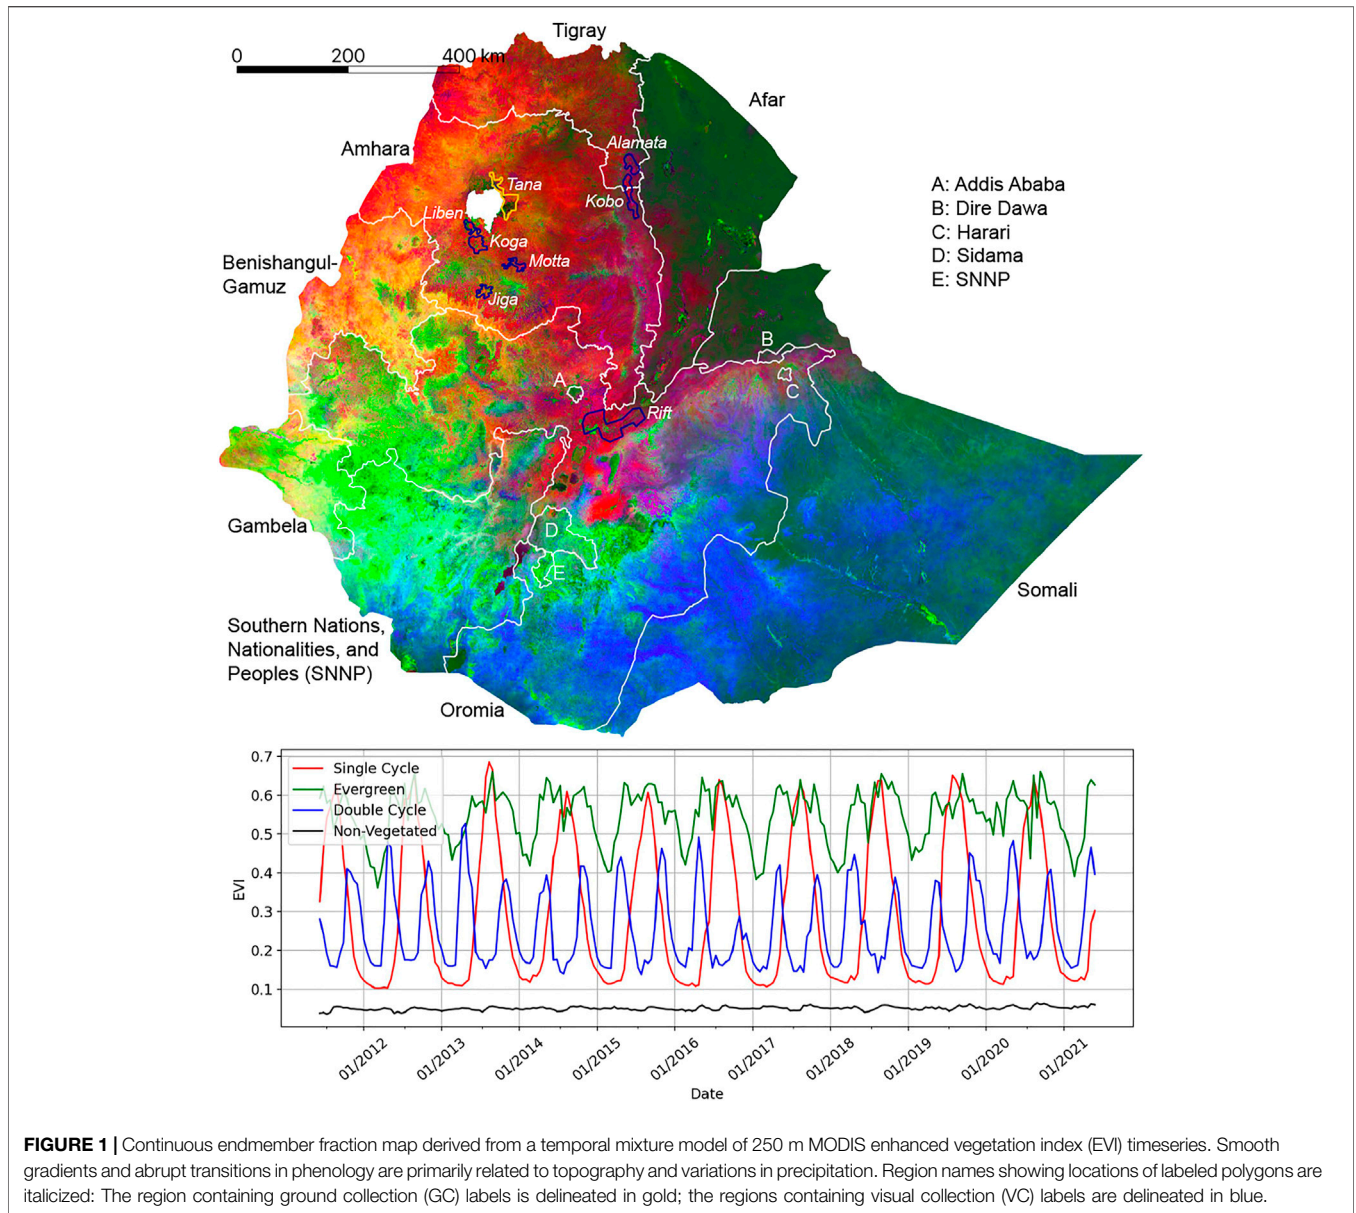 Tigray
0 200 400 km
Afar
Amhara
Alamata
Tana
Kobo
Liben
Koga
Motta
Jiga
Benishangul-
Gamuz
A: Addis Ababa
B: Dire Dawa
C: Harari
D: Sidama
E: SNNP
B
A
C
Rift
Gambela
D
E
Somali
Southern Nations,
Nationalities, and
Peoples (SNNP)
Oromia
Single Cycle
Evergreen
Double Cycle
Non-Vegetated
EVI
0.7
0.6
0.5
0.4
0.3
0.2
0.1
01/2012 01/2013 01/2014 01/2015 01/2016 01/2017 01/2018 01/2019 01/2020 01/2021
Date
FIGURE 1 | Continuous endmember fraction map derived from a temporal mixture model of 250 m MODIS enhanced vegetation index (EVI) timeseries. Smooth
gradients and abrupt transitions in phenology are primarily related to topography and variations in precipitation. Region names showing locations of labeled polygons are
italicized: The region containing ground collection (GC) labels is delineated in gold; the regions containing visual collection (VC) labels are delineated in blue.